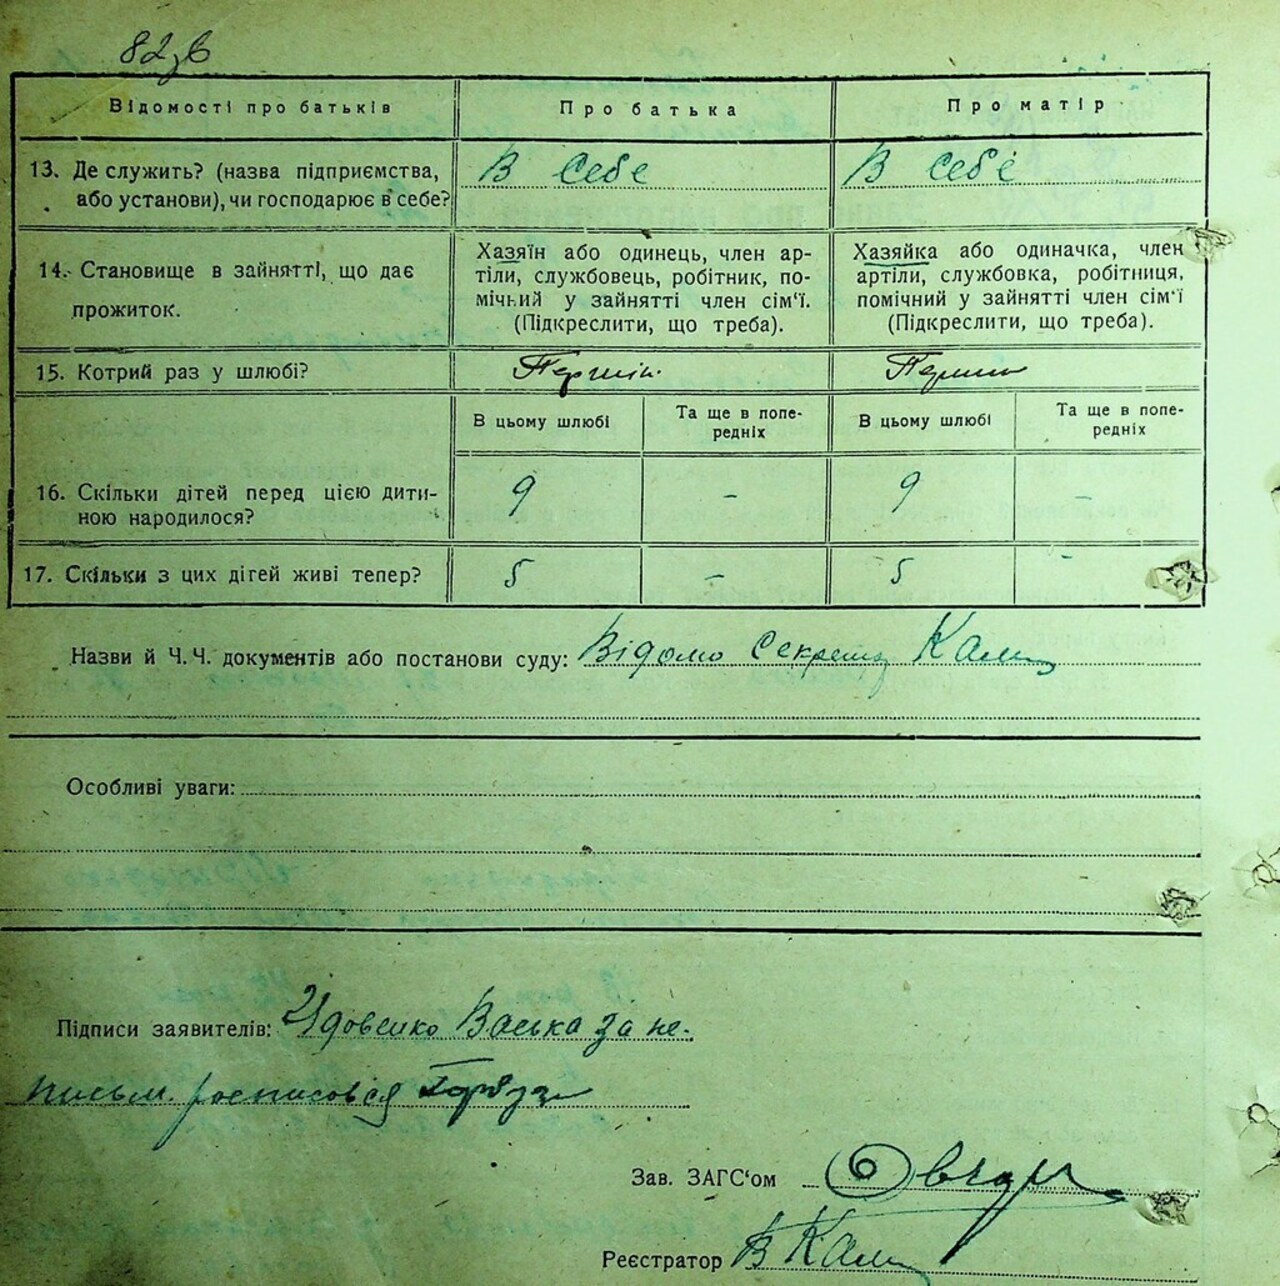 82зв
Відомості про батьків Про батька Про матір
13. Де служить? (назва підприємства, або установи), чи господарює в себе? В себе В себе
14. Становище в зайнятті, що дає прожиток.
Хазяїн або одинець, член ар-
тіли, службовець, робітник, по-
мічний у зайнятті член сім'ї.
(Підкреслити, що треба).
Хазяйка або одиначка, член
артіли, службовка, робітниця,
помічний у зайнятті член сім'ї
(Підкреслити, що треба).
15. Котрий раз у шлюбі? Перший
В цьому шлюбі Та ще в попе-
редніх В цьому шлюбі Та ще в попе-
редніх
16. Скільки дітей перед цією дити-
ною народилося? 9 – 9 –
17. Скільки з цих дітей живі тепер? 5 – 5 –
Назви й Ч.Ч. документів або постанови суду: Відомо Секретар
Особливі уваги:
Підписи заявителів: Удовенко Васька за не-
письм. росписовся
Зав. ЗАГС'ом
Реєстратор В